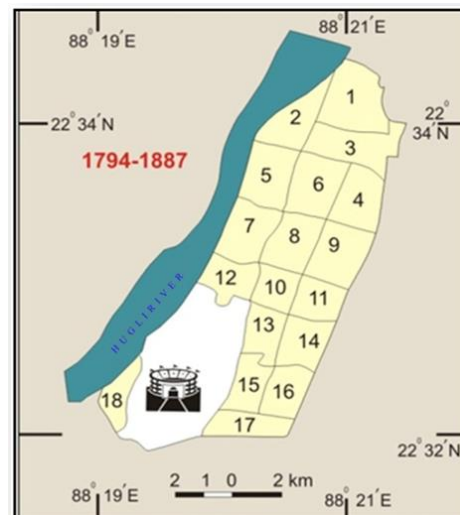 88° 19′E
88° 21′E
22° 34′N
22° 34′N
1794-1887
1
2
3
5
6
4
7
8
9
12
10
11
13
14
15
16
18
17
HUGLI RIVER
22° 32′N
2 1 0 2 km
88° 19′E
88° 21′E